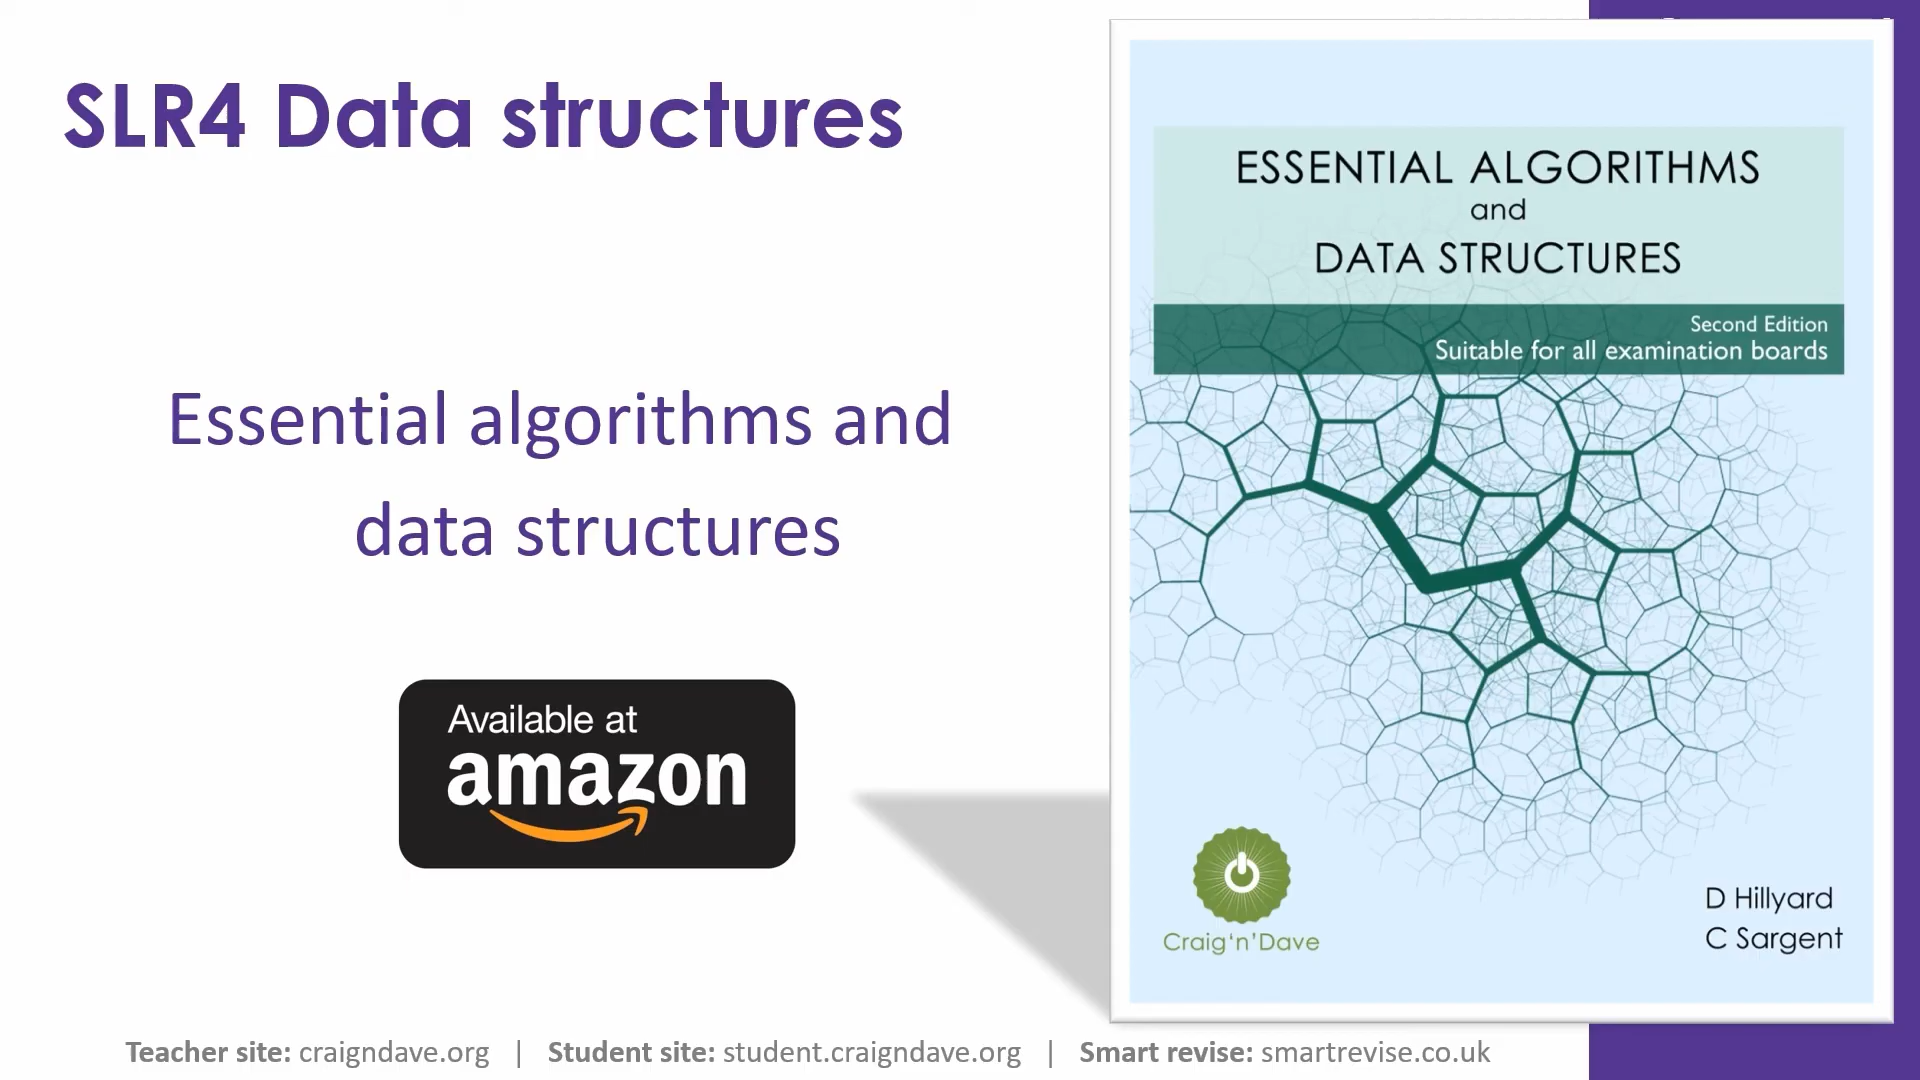 SLR4 Data structures
Essential algorithms and
data structures
Available at
amazon
ESSENTIAL ALGORITHMS
and
DATA STRUCTURES
Second Edition
Suitable for all examination boards
Craig‘n’Dave
D Hillyard
C Sargent
Teacher site: craigndave.org | Student site: student.craigndave.org | Smart revise: smartrevise.co.uk